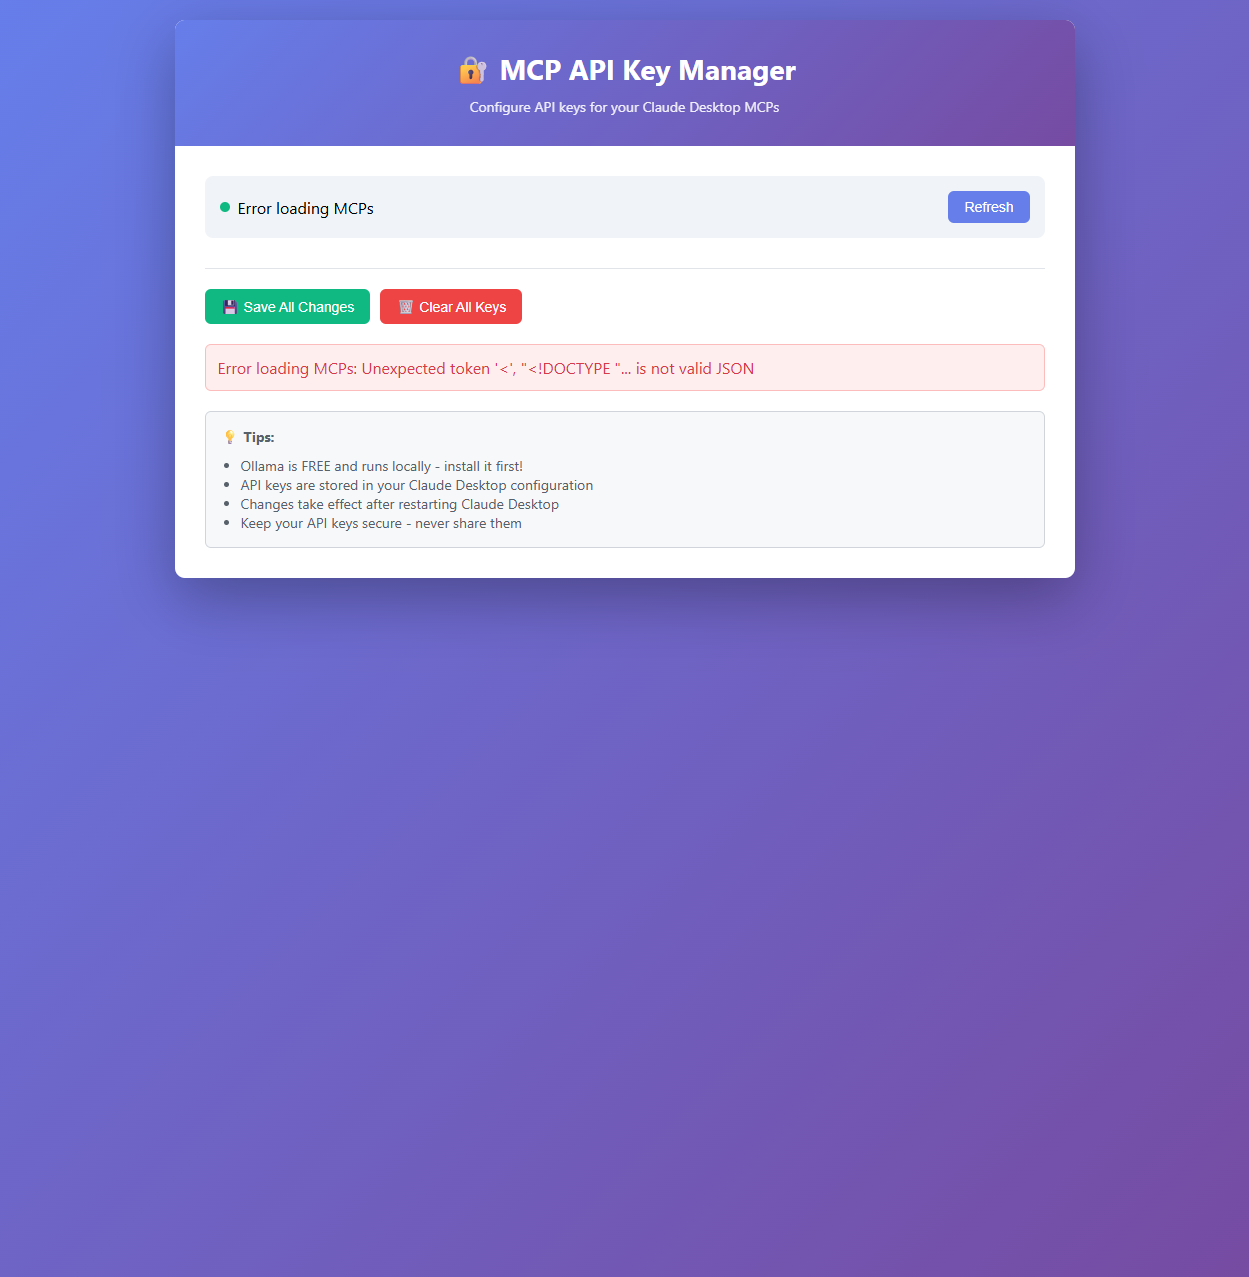 MCP API Key Manager
Configure API keys for your Claude Desktop MCPs
Error loading MCPs
Refresh
Save All Changes
Clear All Keys
Error loading MCPs: Unexpected token '<', "<!DOCTYPE "... is not valid JSON
Tips:
Ollama is FREE and runs locally - install it first!
API keys are stored in your Claude Desktop configuration
Changes take effect after restarting Claude Desktop
Keep your API keys secure - never share them